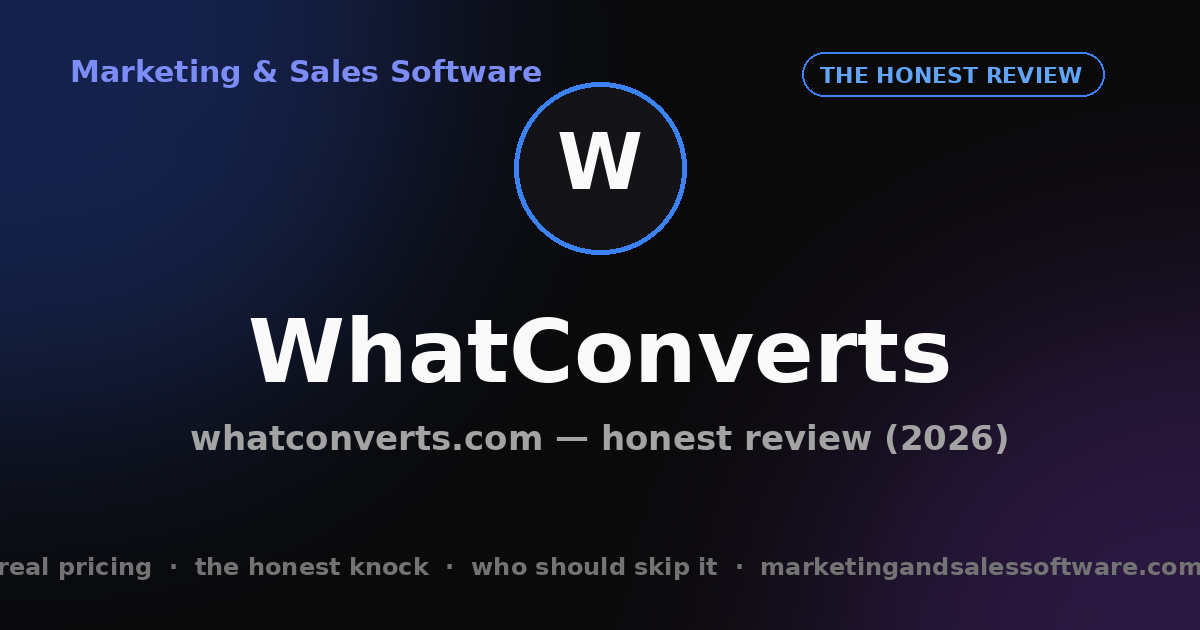 Marketing & Sales Software
THE HONEST REVIEW
W
WhatConverts
whatconverts.com — honest review (2026)
real pricing · the honest knock · who should skip it · marketingandsalessoftware.com